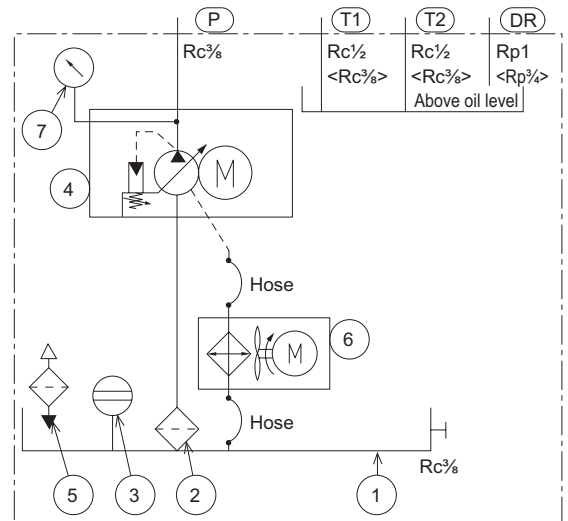 P T1 T2 DR
Rc⅜ Rc½ Rc½ Rp1
<Rc⅜> <Rc⅜> <Rp¾>
Above oil level
7
M
4
Hose
M
6
Hose
Rc⅜
5 3 2 1